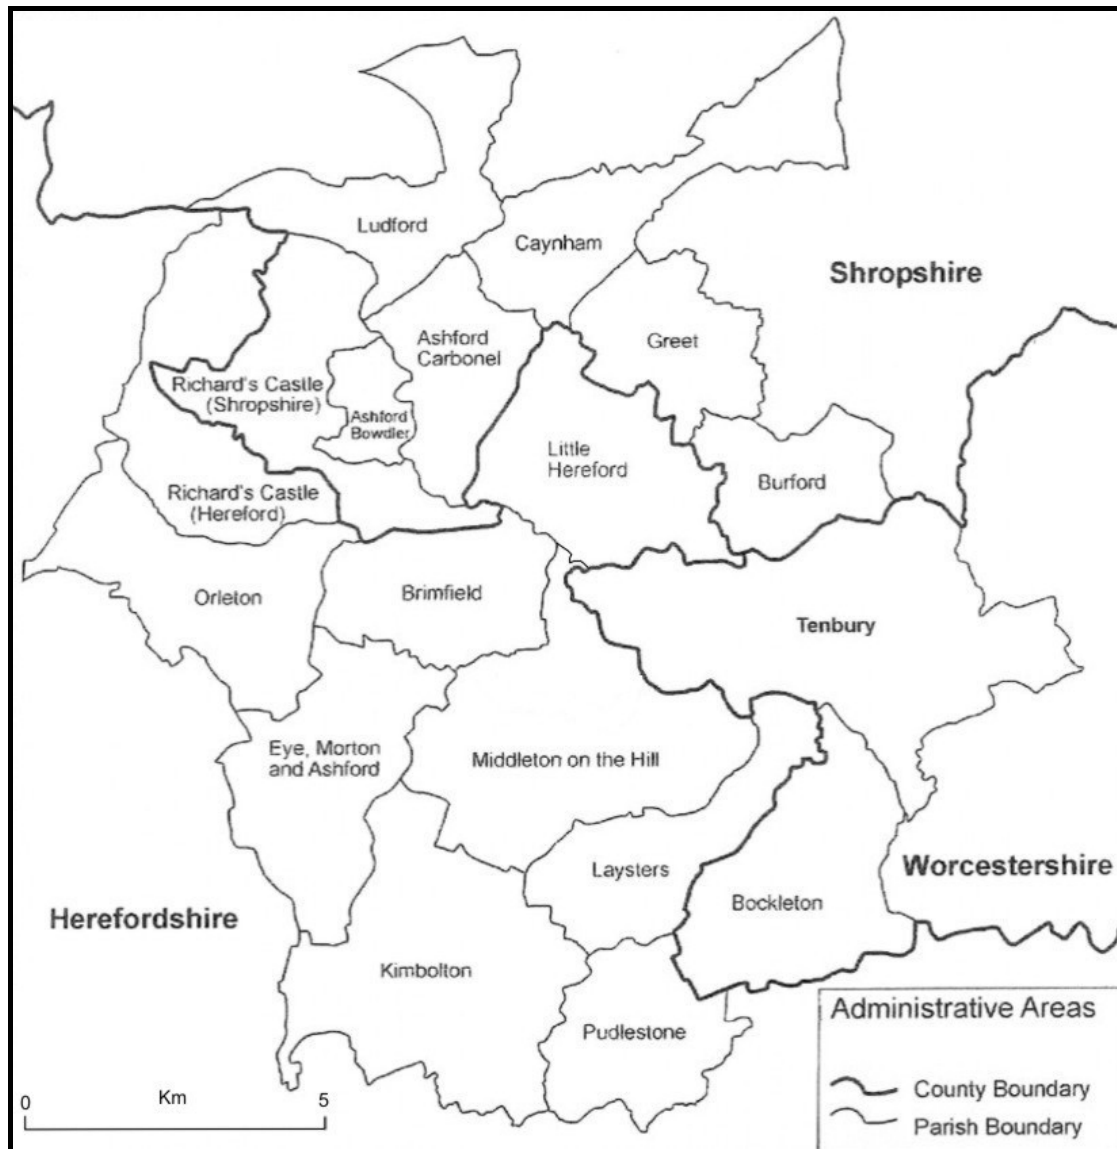 Ludford
Caynham
Shropshire
Ashford
Carbonel
Greet
Richard's Castle
(Shropshire)
Ashford
Bowdler
Little
Hereford
Burford
Richard's Castle
(Hereford)
Orleton
Brimfield
Tenbury
Eye, Morton
and Ashford
Middleton on the Hill
Laysters
Worcestershire
Bockleton
Herefordshire
Kimbolton
Pudlestone
Administrative Areas
County Boundary
Parish Boundary
0 Km 5